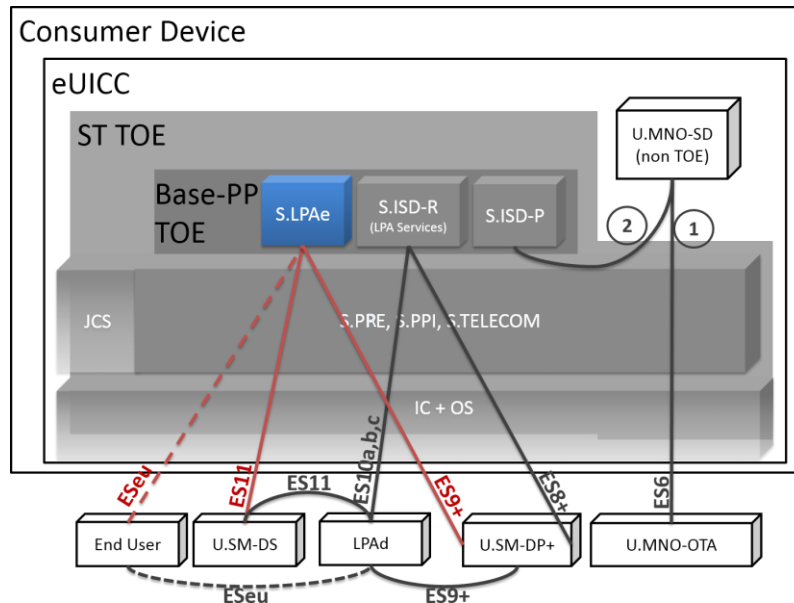 Consumer Device
eUICC
ST TOE
U.MNO-SD
(non TOE)
Base-PP
TOE
S.LPAe
S.ISD-R
(LPA Services)
S.ISD-P
2
1
JCS
S.PRE, S.PPI, S.TELECOM
IC + OS
ESeu
ES11
ES11
ES10a,b,c
ES9+
ES8+
ES6
End User
U.SM-DS
LPAd
U.SM-DP+
U.MNO-OTA
ESeu
ES9+